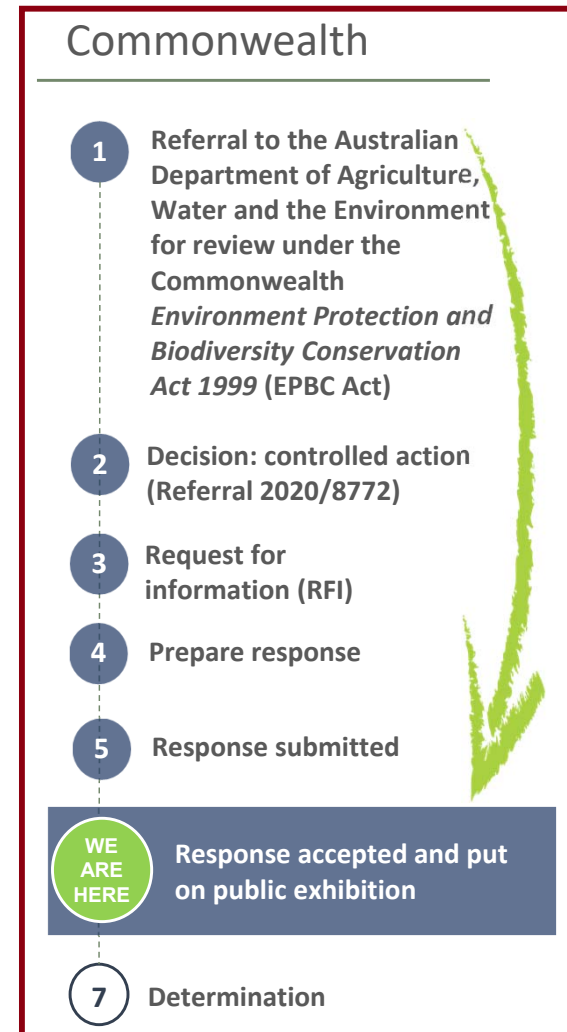 Commonwealth
1
Referral to the Australian
Department of Agriculture,
Water and the Environment
for review under the
Commonwealth
Environment Protection and
Biodiversity Conservation
Act 1999 (EPBC Act)
2
Decision: controlled action
(Referral 2020/8772)
3
Request for
information (RFI)
4
Prepare response
5
Response submitted
WE
ARE
HERE
Response accepted and put
on public exhibition
7
Determination